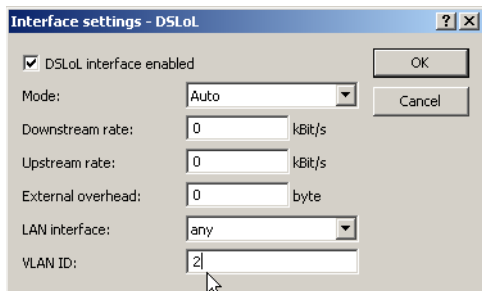 Interface settings - DSLoL
DSLoL interface enabled
OK
Mode: Auto
Cancel
Downstream rate: 0 kBit/s
Upstream rate: 0 kBit/s
External overhead: 0 byte
LAN interface: any
VLAN ID: 2